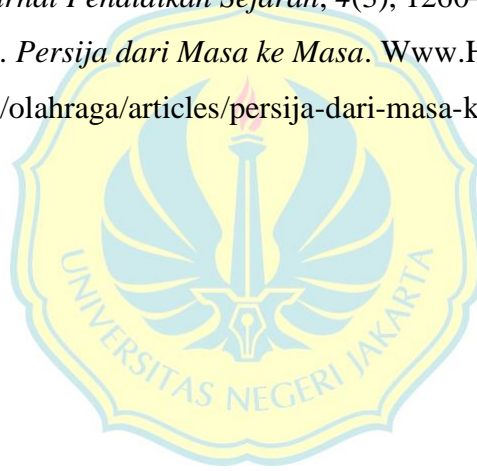 Pendidikan Sejarah, 4(3), 1260-
. Persija dari Masa ke Masa. Www.H
/olahraga/articles/persija-dari-masa-k
UNIVERSITAS NEGERI JAKARTA